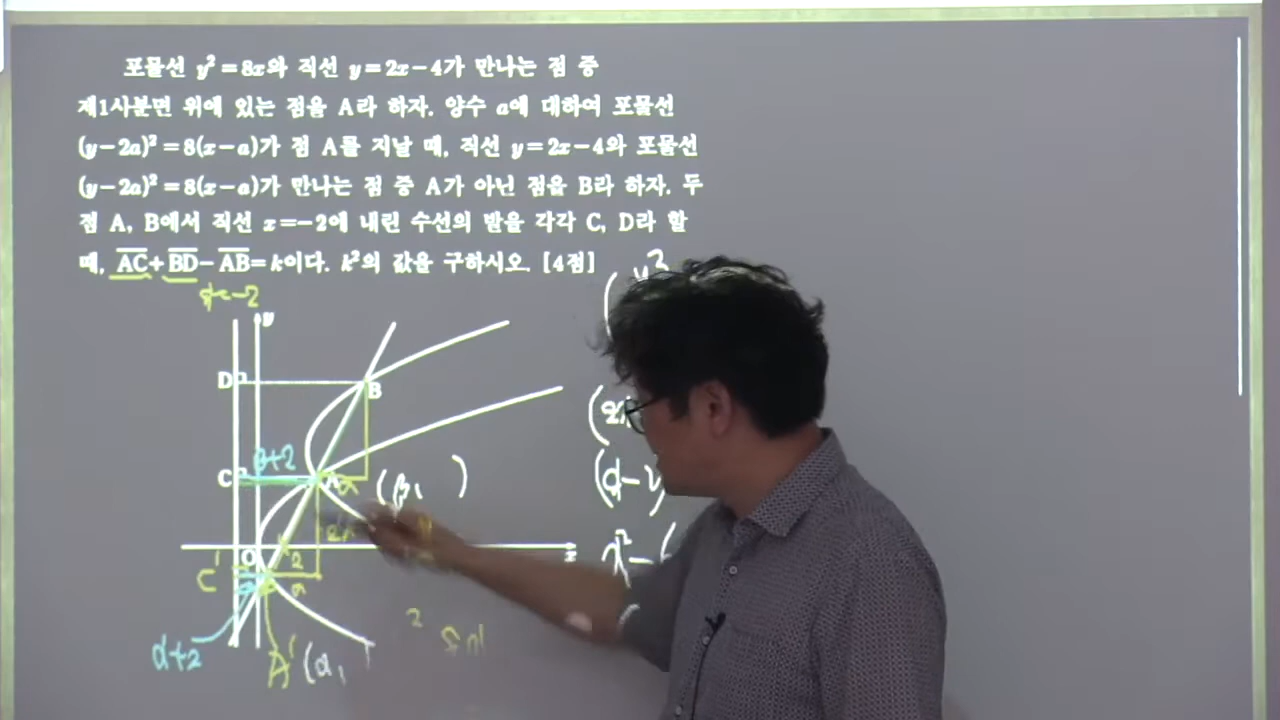 포물선 y² = 8x와 직선 y = 2x − 4가 만나는 점 중
제1사분면 위에 있는 점을 A라 하자. 양수 a에 대하여 포물선
(y − 2a)² = 8(x − a)가 점 A를 지날 때, 직선 y = 2x − 4와 포물선
(y − 2a)² = 8(x − a)가 만나는 점 중 A가 아닌 점을 B라 하자. 두
점 A, B에서 직선 x = −2에 내린 수선의 발을 각각 C, D라 할
때, AC + BD − AB = k이다. k²의 값을 구하시오. [4점]
x = -2
y
D
B
β+2
C
A
(β,
)
O
2
x
C'
α+2
A'
(α,